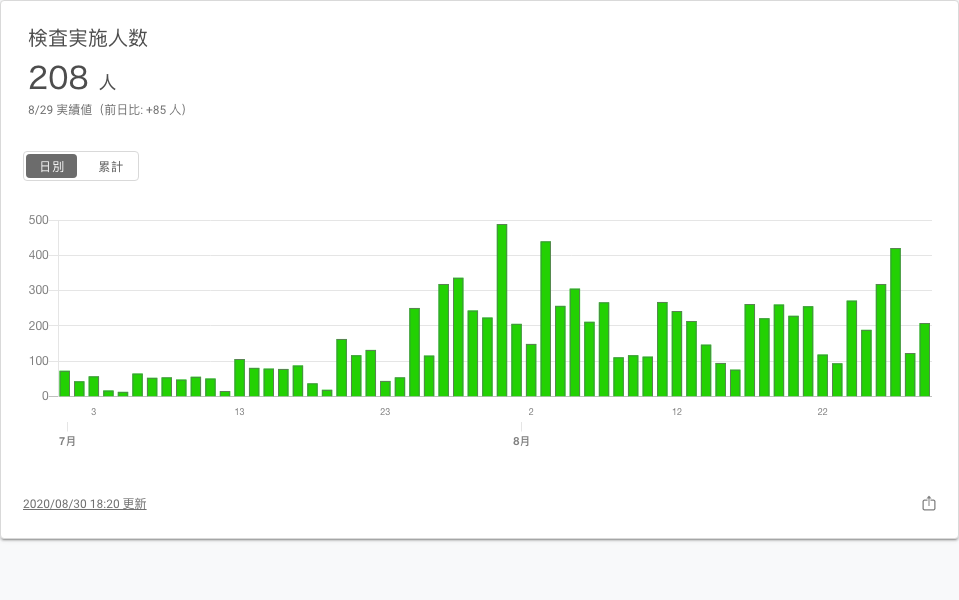 検査実施人数
208 人
8/29 実績値（前日比: +85 人）
日別 累計
500
400
300
200
100
0
3 13 23 2 12 22
7月 8月
2020/08/30 18:20 更新